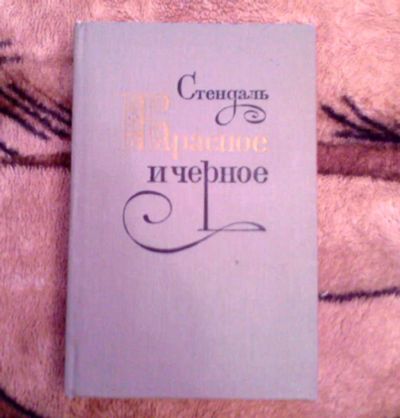 Стендаль
Красное
и черное